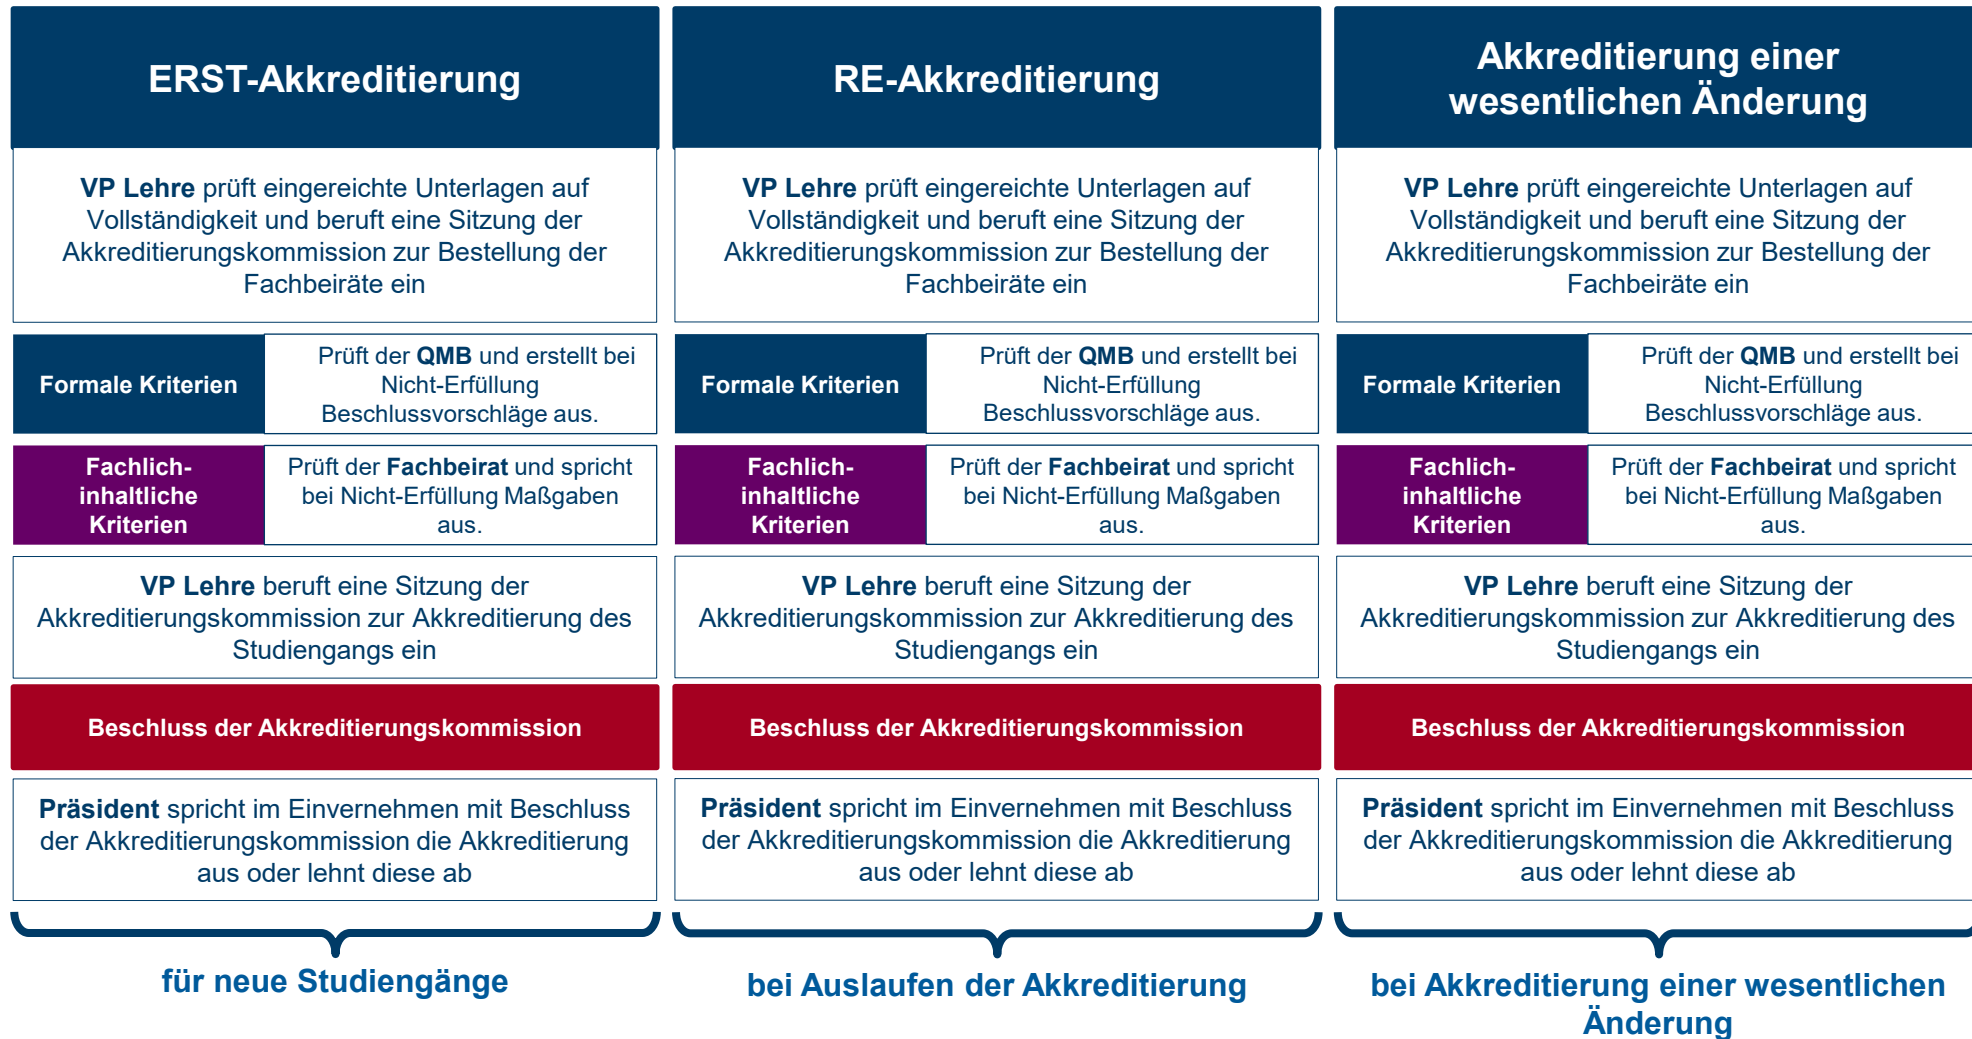 ERST-Akkreditierung
VP Lehre prüft eingereichte Unterlagen auf
Vollständigkeit und beruft eine Sitzung der
Akkreditierungskommission zur Bestellung der
Fachbeiräte ein
Formale Kriterien
Prüft der QMB und erstellt bei
Nicht-Erfüllung
Beschlussvorschläge aus.
Fachlich-
inhaltliche
Kriterien
Prüft der Fachbeirat und spricht
bei Nicht-Erfüllung Maßgaben
aus.
VP Lehre beruft eine Sitzung der
Akkreditierungskommission zur Akkreditierung des
Studiengangs ein
Beschluss der Akkreditierungskommission
Präsident spricht im Einvernehmen mit Beschluss
der Akkreditierungskommission die Akkreditierung
aus oder lehnt diese ab
für neue Studiengänge
RE-Akkreditierung
VP Lehre prüft eingereichte Unterlagen auf
Vollständigkeit und beruft eine Sitzung der
Akkreditierungskommission zur Bestellung der
Fachbeiräte ein
Formale Kriterien
Prüft der QMB und erstellt bei
Nicht-Erfüllung
Beschlussvorschläge aus.
Fachlich-
inhaltliche
Kriterien
Prüft der Fachbeirat und spricht
bei Nicht-Erfüllung Maßgaben
aus.
VP Lehre beruft eine Sitzung der
Akkreditierungskommission zur Akkreditierung des
Studiengangs ein
Beschluss der Akkreditierungskommission
Präsident spricht im Einvernehmen mit Beschluss
der Akkreditierungskommission die Akkreditierung
aus oder lehnt diese ab
bei Auslaufen der Akkreditierung
Akkreditierung einer
wesentlichen Änderung
VP Lehre prüft eingereichte Unterlagen auf
Vollständigkeit und beruft eine Sitzung der
Akkreditierungskommission zur Bestellung der
Fachbeiräte ein
Formale Kriterien
Prüft der QMB und erstellt bei
Nicht-Erfüllung
Beschlussvorschläge aus.
Fachlich-
inhaltliche
Kriterien
Prüft der Fachbeirat und spricht
bei Nicht-Erfüllung Maßgaben
aus.
VP Lehre beruft eine Sitzung der
Akkreditierungskommission zur Akkreditierung des
Studiengangs ein
Beschluss der Akkreditierungskommission
Präsident spricht im Einvernehmen mit Beschluss
der Akkreditierungskommission die Akkreditierung
aus oder lehnt diese ab
bei Akkreditierung einer wesentlichen
Änderung